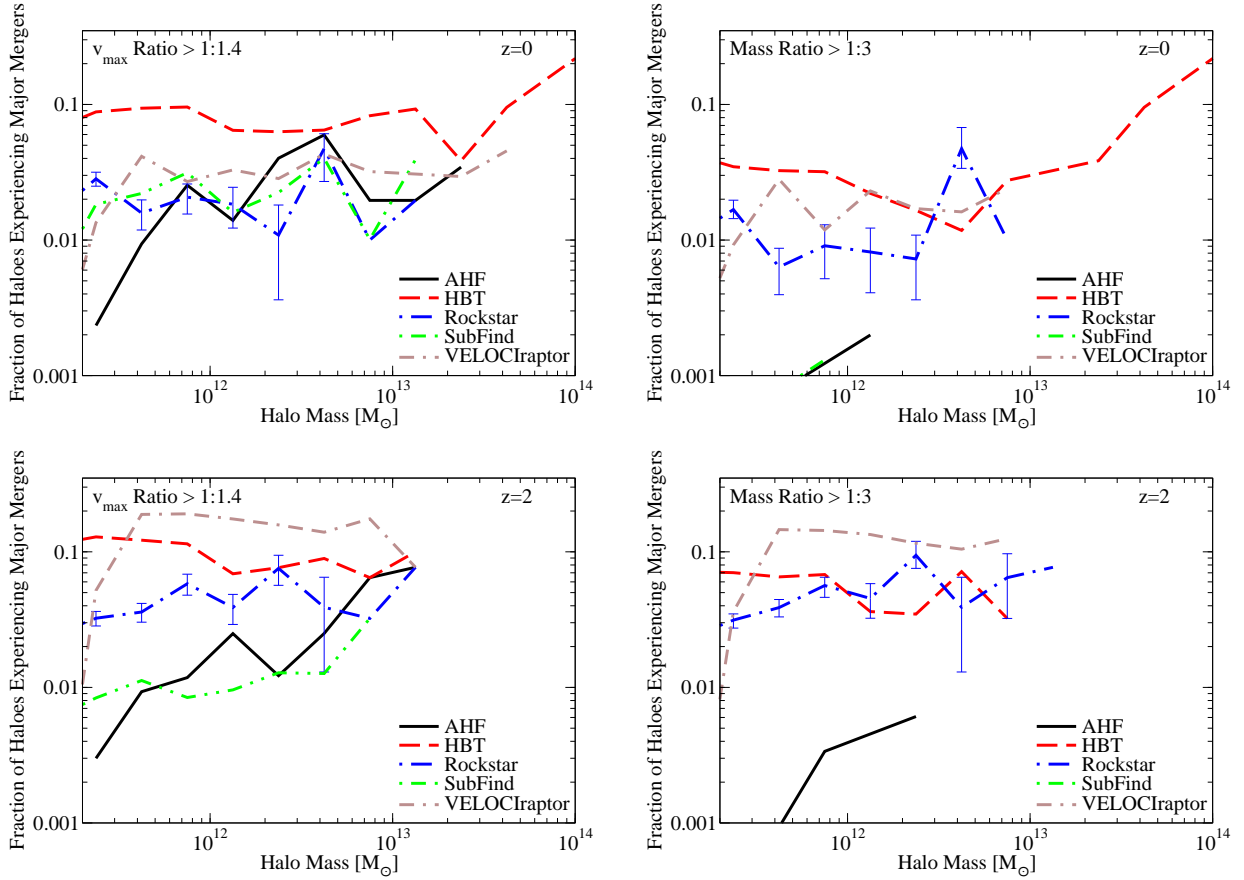 v_max Ratio > 1:1.4
z=0
Fraction of Haloes Experiencing Major Mergers
0.1
0.01
0.001
AHF
HBT
Rockstar
SubFind
VELOCIraptor
10^12
10^13
10^14
Halo Mass [M_⊙]
Mass Ratio > 1:3
z=0
Fraction of Haloes Experiencing Major Mergers
0.1
0.01
0.001
AHF
HBT
Rockstar
SubFind
VELOCIraptor
10^12
10^13
10^14
Halo Mass [M_⊙]
v_max Ratio > 1:1.4
z=2
Fraction of Haloes Experiencing Major Mergers
0.1
0.01
0.001
AHF
HBT
Rockstar
SubFind
VELOCIraptor
10^12
10^13
10^14
Halo Mass [M_⊙]
Mass Ratio > 1:3
z=2
Fraction of Haloes Experiencing Major Mergers
0.1
0.01
0.001
AHF
HBT
Rockstar
SubFind
VELOCIraptor
10^12
10^13
10^14
Halo Mass [M_⊙]